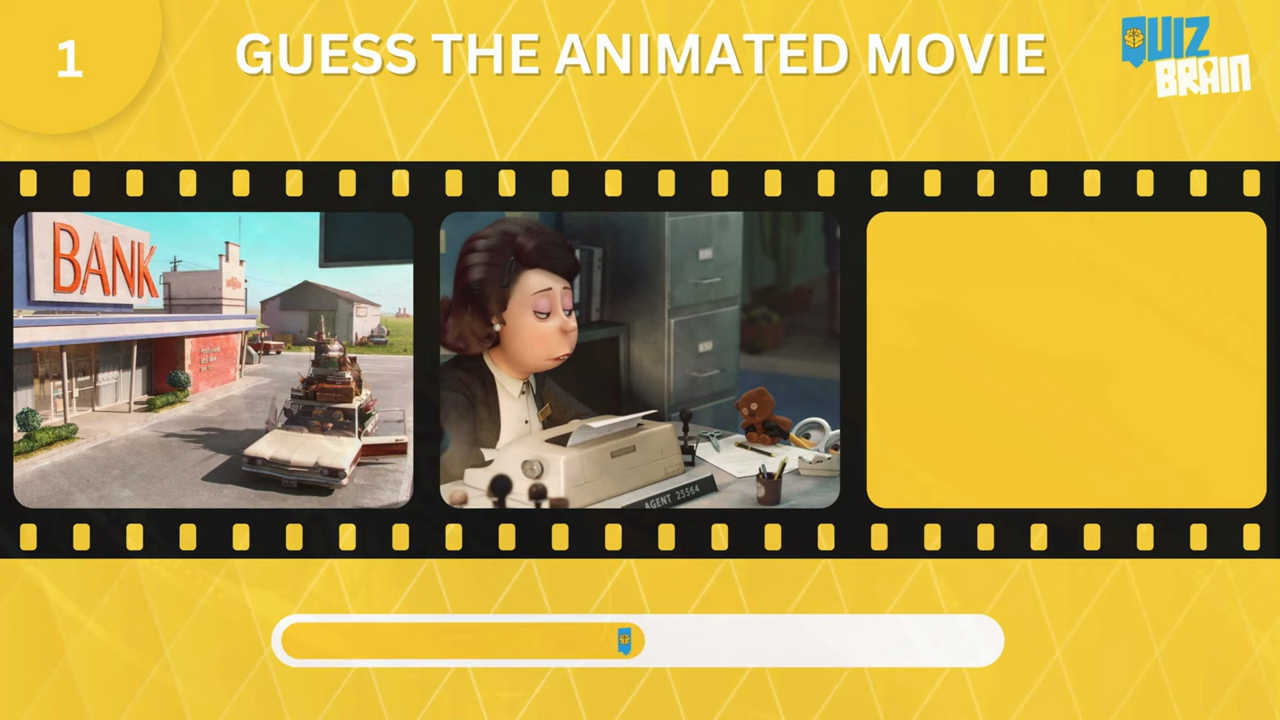 1
GUESS THE ANIMATED MOVIE
QUIZ
BRAIN
BANK
AGENT 25564